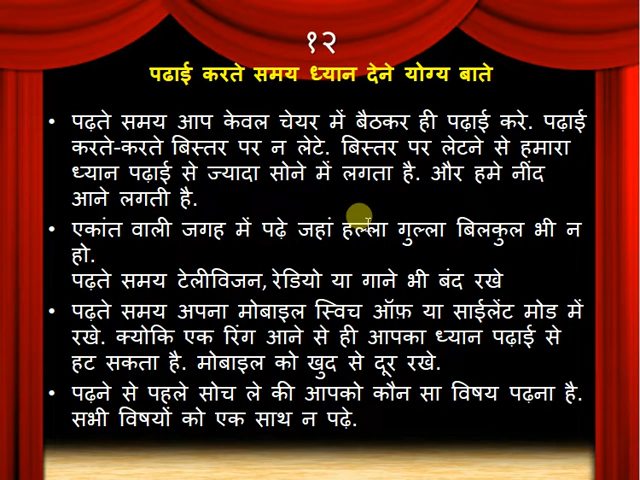 १२
पढाई करते समय ध्यान देने योग्य बाते
• पढ़ते समय आप केवल चेयर में बैठकर ही पढ़ाई करे. पढ़ाई
करते-करते बिस्तर पर न लेटे. बिस्तर पर लेटने से हमारा
ध्यान पढ़ाई से ज्यादा सोने में लगता है. और हमे नींद
आने लगती है.
• एकांत वाली जगह में पढ़े जहां हर्ल्ला गुल्ला बिलकुल भी न
हो.
पढ़ते समय टेलीविजन, रेडियो या गाने भी बंद रखे
• पढ़ते समय अपना मोबाइल स्विच ऑफ़ या साईलेंट मोड में
रखे. क्योकि एक रिंग आने से ही आपका ध्यान पढ़ाई से
हट सकता है. मोबाइल को खुद से दूर रखे.
• पढ़ने से पहले सोच ले की आपको कौन सा विषय पढ़ना है.
सभी विषयों को एक साथ न पढ़े.